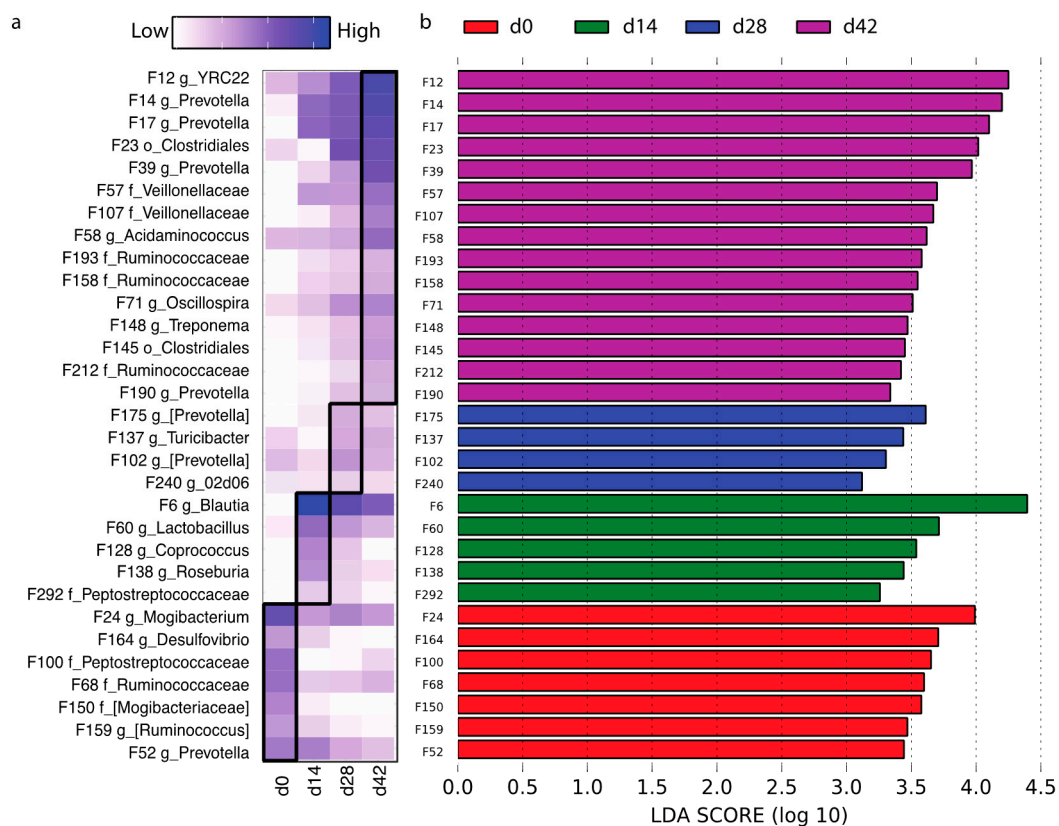 a
Low
High
F12 g_YRC22
F14 g_Prevotella
F17 g_Prevotella
F23 o_Clostridiales
F39 g_Prevotella
F57 f_Veillonellaceae
F107 f_Veillonellaceae
F58 g_Acidaminococcus
F193 f_Ruminococcaceae
F158 f_Ruminococcaceae
F71 g_Oscillospira
F148 g_Treponema
F145 o_Clostridiales
F212 f_Ruminococcaceae
F190 g_Prevotella
F175 g_[Prevotella]
F137 g_Turicibacter
F102 g_[Prevotella]
F240 g_02d06
F6 g_Blautia
F60 g_Lactobacillus
F128 g_Coprococcus
F138 g_Roseburia
F292 f_Peptostreptococcaceae
F24 g_Mogibacterium
F164 g_Desulfovibrio
F100 f_Peptostreptococcaceae
F68 f_Ruminococcaceae
F150 f_[Mogibacteriaceae]
F159 g_[Ruminococcus]
F52 g_Prevotella
d0 d14 d28 d42
b
d0 d14 d28 d42
F12
F14
F17
F23
F39
F57
F107
F58
F193
F158
F71
F148
F145
F212
F190
F175
F137
F102
F240
F6
F60
F128
F138
F292
F24
F164
F100
F68
F150
F159
F52
0.0 0.5 1.0 1.5 2.0 2.5 3.0 3.5 4.0 4.5
LDA SCORE (log 10)